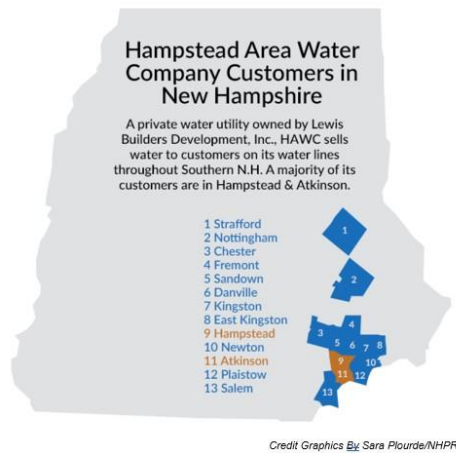 Hampstead Area Water
Company Customers in
New Hampshire
A private water utility owned by Lewis
Builders Development, Inc., HAWC sells
water to customers on its water lines
throughout Southern N.H. A majority of its
customers are in Hampstead & Atkinson.
1 Strafford
2 Nottingham
3 Chester
4 Fremont
5 Sandown
6 Danville
7 Kingston
8 East Kingston
9 Hampstead
10 Newton
11 Atkinson
12 Plaistow
13 Salem
1
2
3
4
5
6
7
8
9
10
11
12
13
Credit Graphics By Sara Plourde/NHPR